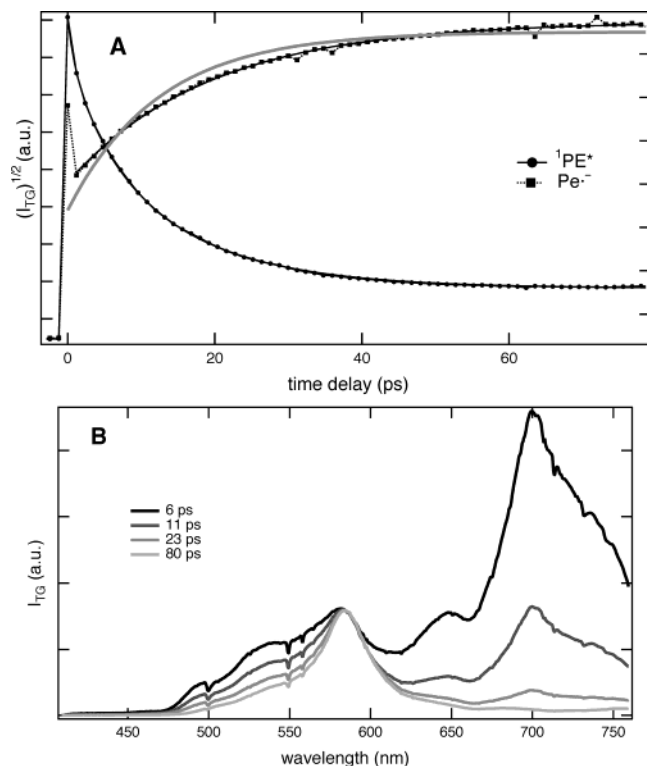 A
(I_TG)^1/2 (a.u.)
¹PE*
Pe·⁻
0 20 40 60
time delay (ps)
B
6 ps
11 ps
23 ps
80 ps
I_TG (a.u.)
450 500 550 600 650 700 750
wavelength (nm)